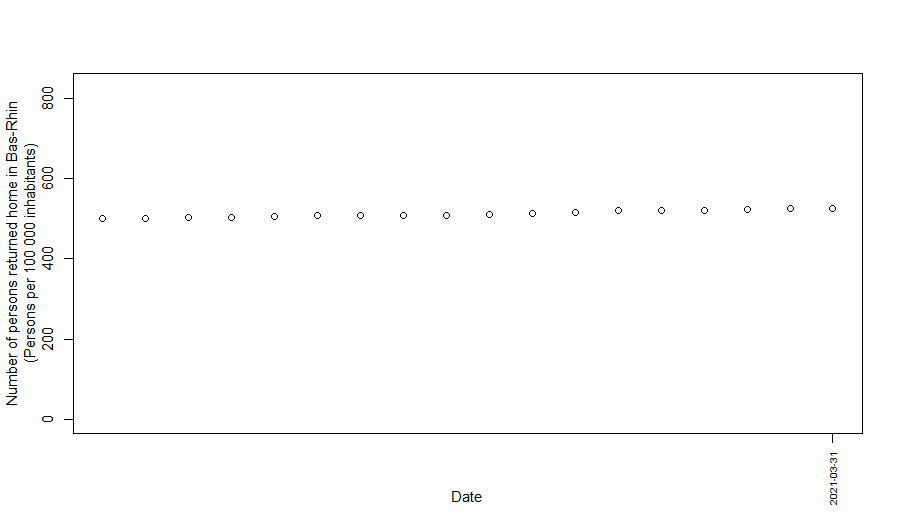 Number of persons returned home in Bas-Rhin
(Persons per 100 000 inhabitants)
800
600
400
200
0
2021-03-31
Date